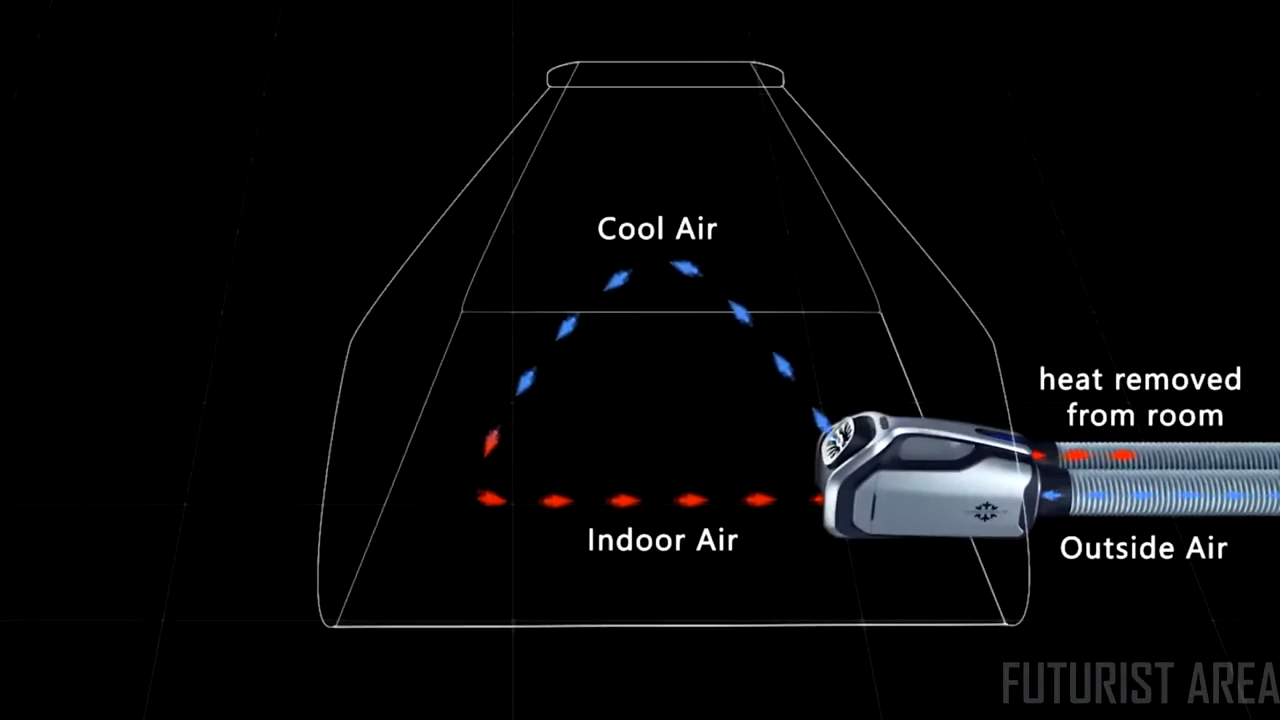 Cool Air
heat removed
from room
Indoor Air
Outside Air
FUTURIST AREA